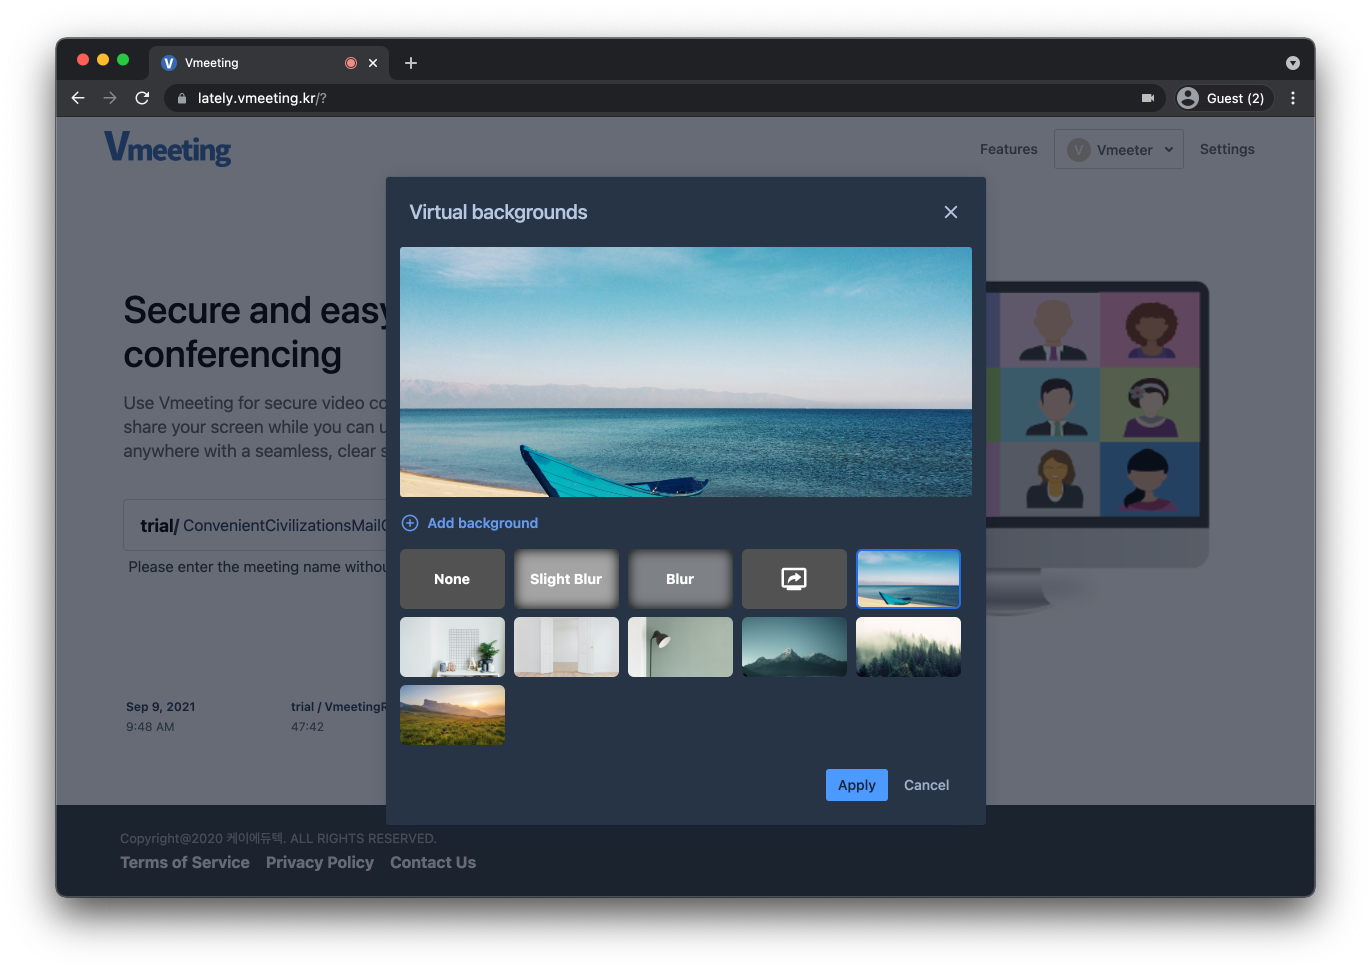 Vmeeting
lately.vmeeting.kr/?
Guest (2)
Vmeeting
Features
V Vmeeter
Settings
Virtual backgrounds
Secure and easy
conferencing
Use Vmeeting for secure video co
share your screen while you can u
anywhere with a seamless, clear s
trial/ ConvenientCivilizationsMail
Please enter the meeting name withou
Add background
None
Slight Blur
Blur
Sep 9, 2021
9:48 AM
trial / VmeetingR
47:42
Apply
Cancel
Copyright@2020 케이에듀텍. ALL RIGHTS RESERVED.
Terms of Service Privacy Policy Contact Us